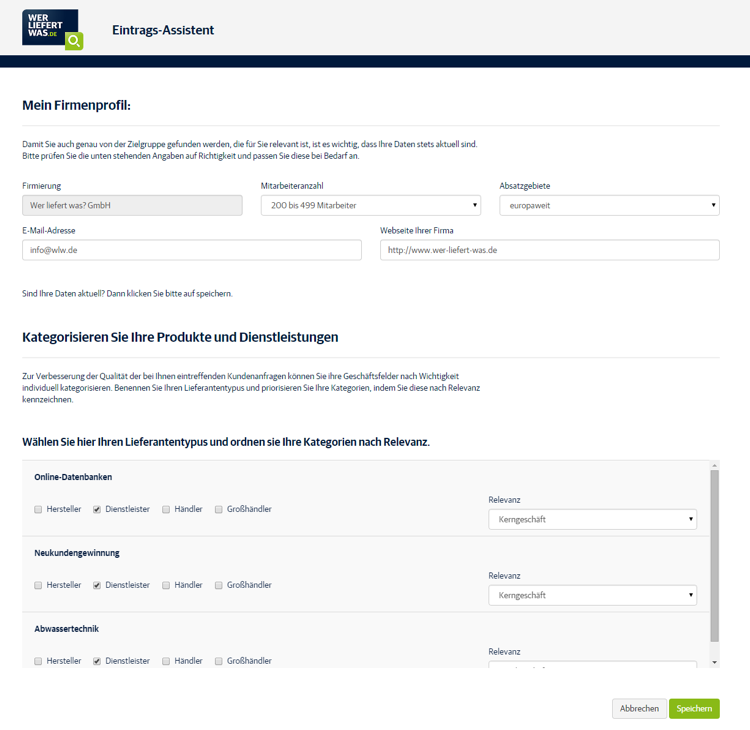 WER
LIEFERT
WAS.DE
Eintrags-Assistent
Mein Firmenprofil:
Damit Sie auch genau von der Zielgruppe gefunden werden, die für Sie relevant ist, ist es wichtig, dass Ihre Daten stets aktuell sind.
Bitte prüfen Sie die unten stehenden Angaben auf Richtigkeit und passen Sie diese bei Bedarf an.
Firmierung Mitarbeiteranzahl Absatzgebiete
Wer liefert was? GmbH 200 bis 499 Mitarbeiter europaweit
E-Mail-Adresse Webseite Ihrer Firma
info@wlw.de http://www.wer-liefert-was.de
Sind Ihre Daten aktuell? Dann klicken Sie bitte auf speichern.
Kategorisieren Sie Ihre Produkte und Dienstleistungen
Zur Verbesserung der Qualität der bei Ihnen eintreffenden Kundenanfragen können Sie ihre Geschäftsfelder nach Wichtigkeit
individuell kategorisieren. Benennen Sie Ihren Lieferantentypus und priorisieren Sie Ihre Kategorien, indem Sie diese nach Relevanz
kennzeichnen.
Wählen Sie hier Ihren Lieferantentypus und ordnen sie Ihre Kategorien nach Relevanz.
Online-Datenbanken
Relevanz
Hersteller Dienstleister Händler Großhändler
Kerngeschäft
Neukundengewinnung
Relevanz
Hersteller Dienstleister Händler Großhändler
Kerngeschäft
Abwassertechnik
Relevanz
Hersteller Dienstleister Händler Großhändler
Abbrechen Speichern